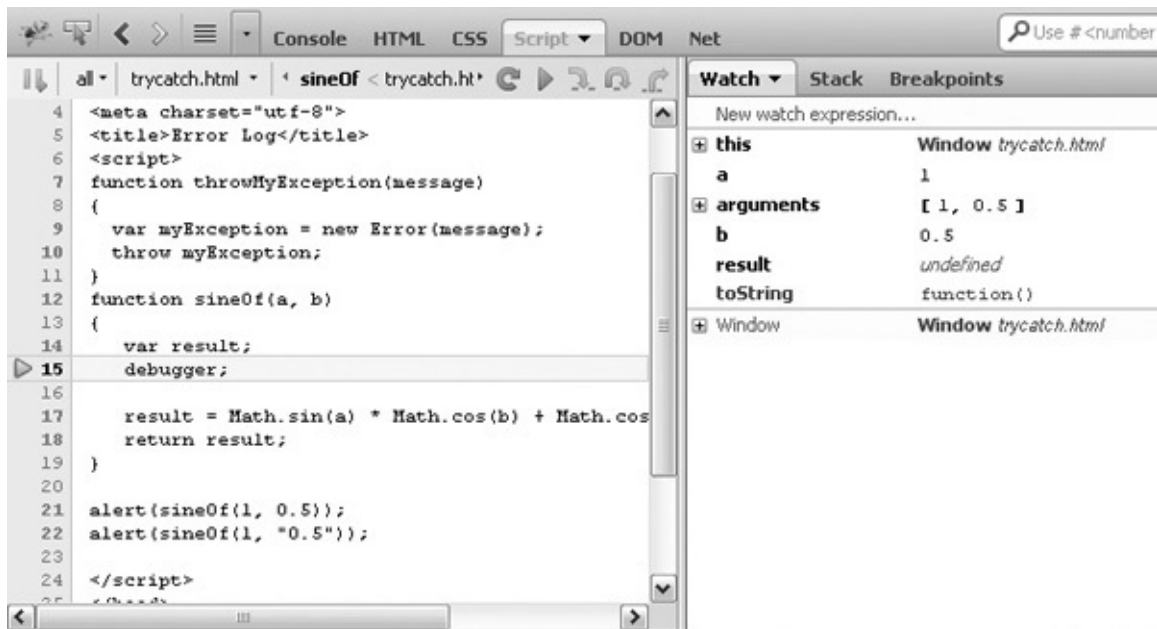 Console HTML CSS Script DOM Net Use # <number
all trycatch.html sineOf < trycatch.ht
4 <meta charset="utf-8">
5 <title>Error Log</title>
6 <script>
7 function throwMyException(message)
8 {
9 var myException = new Error(message);
10 throw myException;
11 }
12 function sineOf(a, b)
13 {
14 var result;
15 debugger;
16
17 result = Math.sin(a) * Math.cos(b) + Math.cos
18 return result;
19 }
20
21 alert(sineOf(1, 0.5));
22 alert(sineOf(1, "0.5"));
23
24 </script>
Watch Stack Breakpoints
New watch expression...
this Window trycatch.html
a 1
arguments [ 1, 0.5 ]
b 0.5
result undefined
toString function()
Window Window trycatch.html